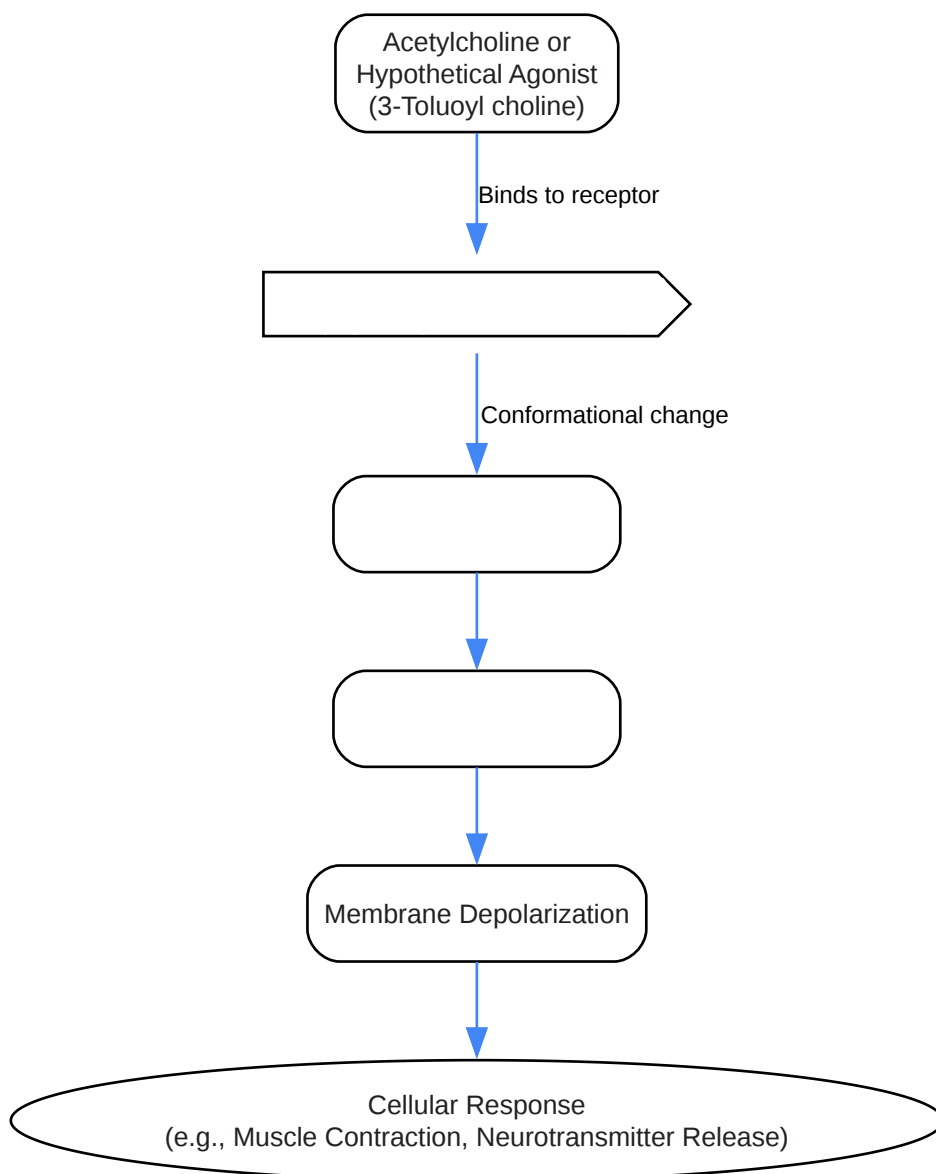 Acetylcholine or
Hypothetical Agonist
(3-Toluoyl choline)
Binds to receptor
Conformational change
Membrane Depolarization
Cellular Response
(e.g., Muscle Contraction, Neurotransmitter Release)